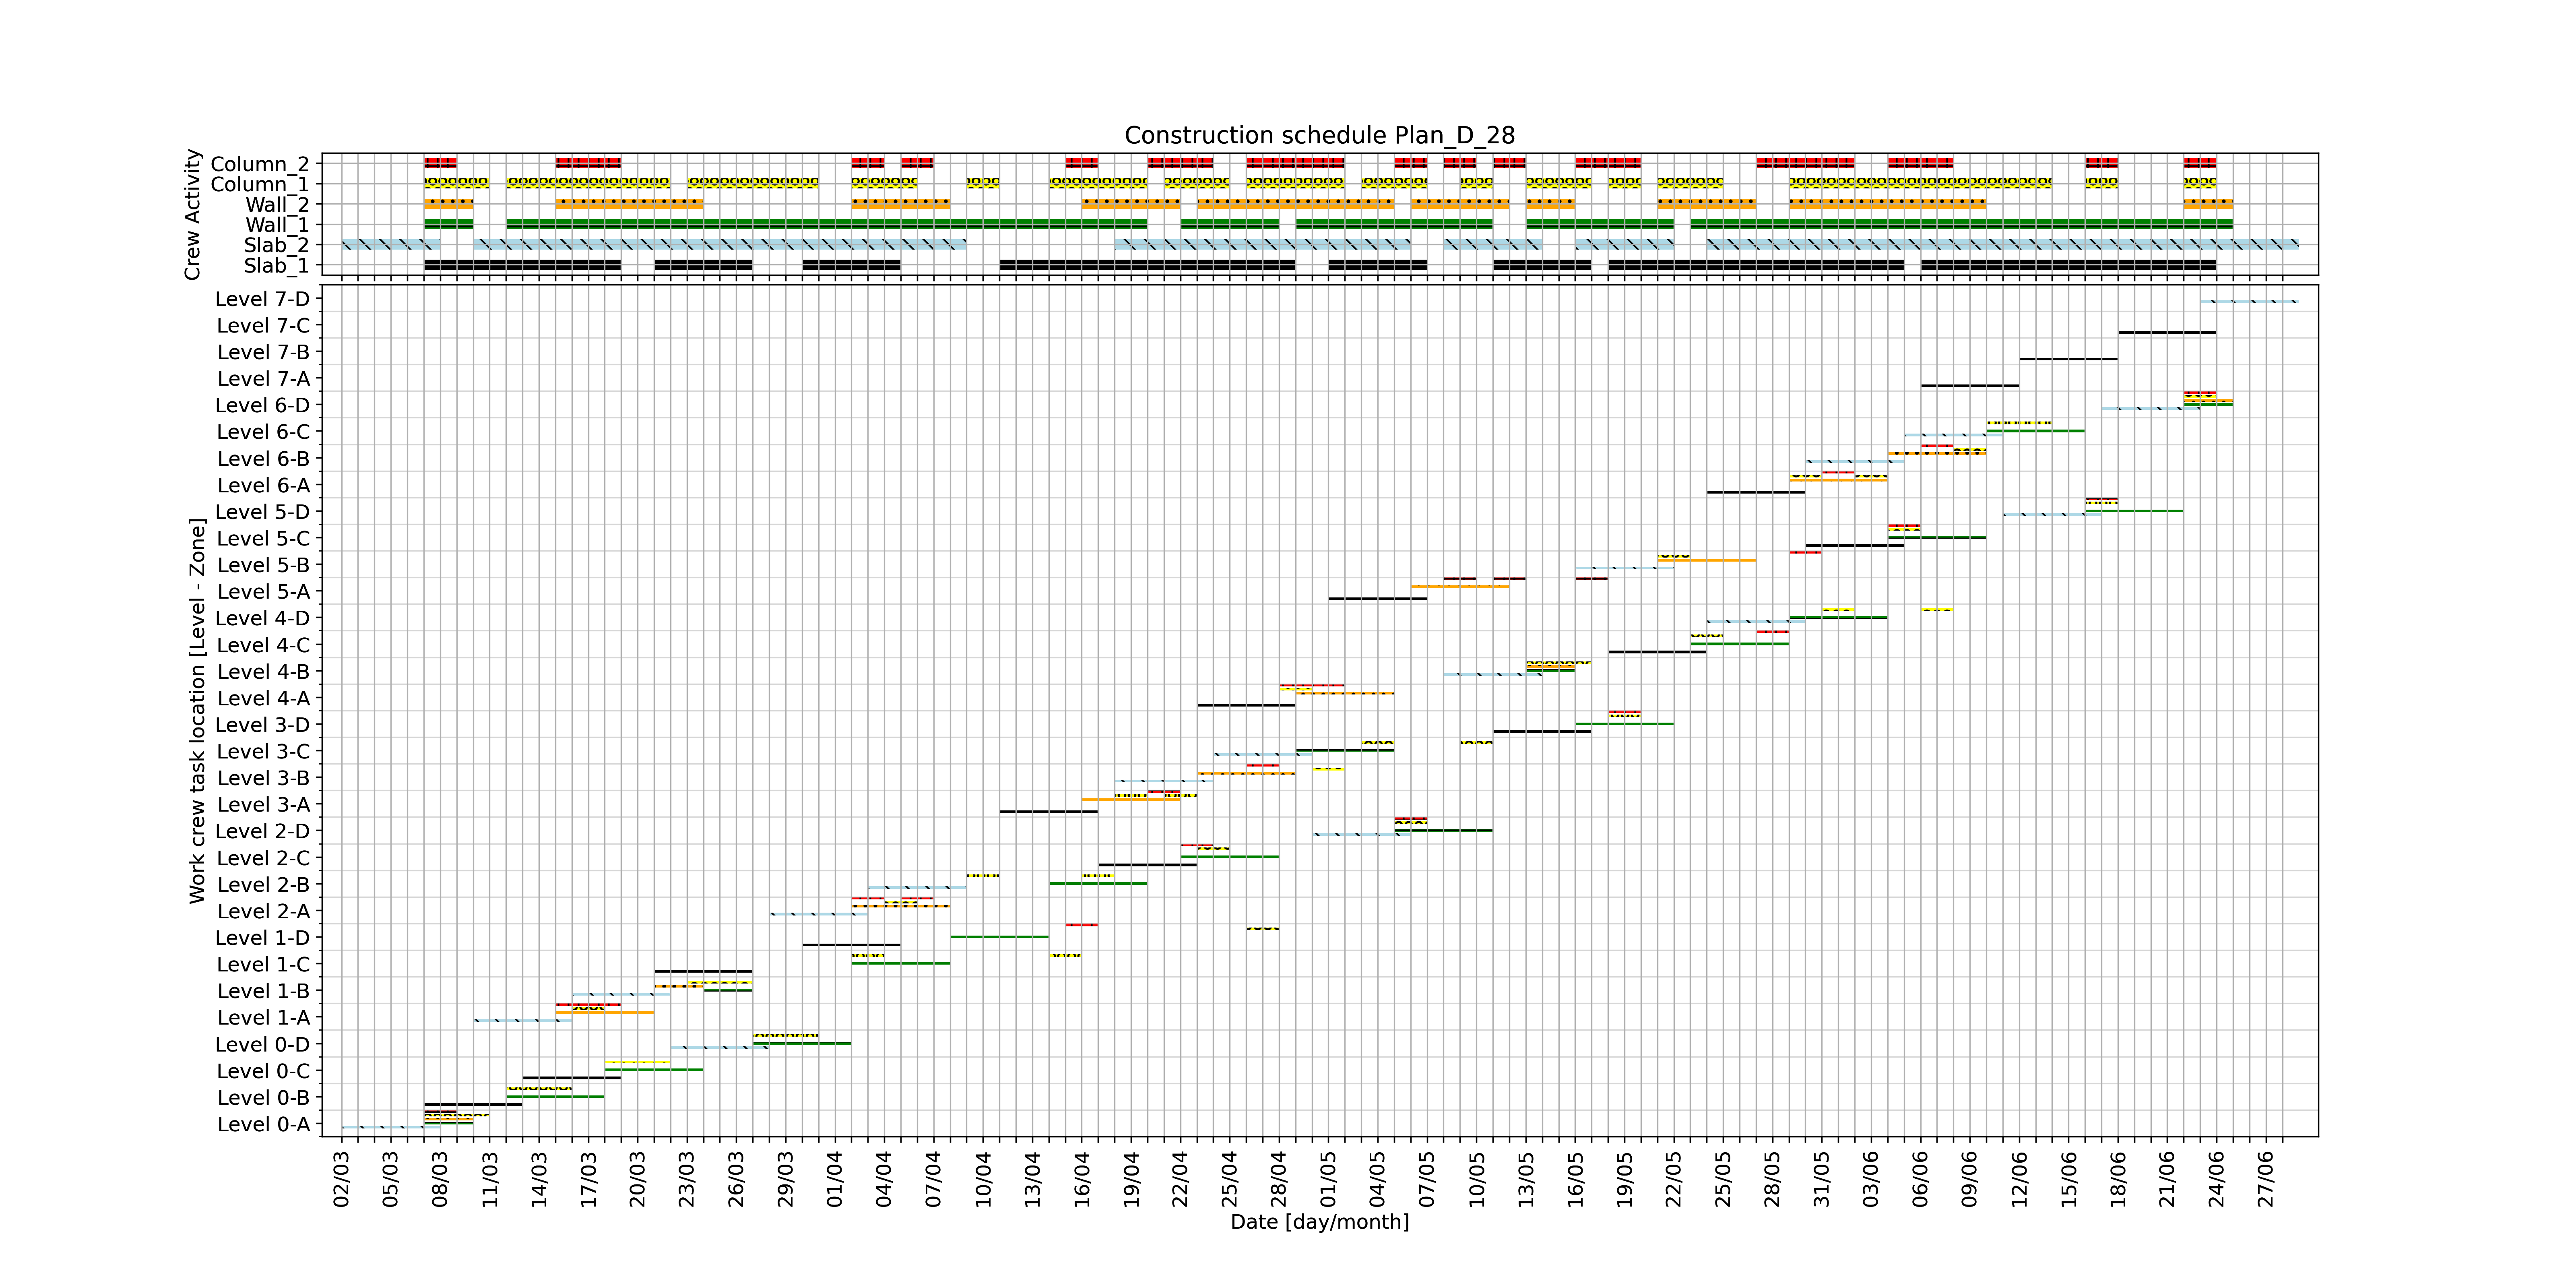 Construction schedule Plan_D_28
Crew Activity
Column_2
Column_1
Wall_2
Wall_1
Slab_2
Slab_1
Work crew task location [Level - Zone]
Level 7-D
Level 7-C
Level 7-B
Level 7-A
Level 6-D
Level 6-C
Level 6-B
Level 6-A
Level 5-D
Level 5-C
Level 5-B
Level 5-A
Level 4-D
Level 4-C
Level 4-B
Level 4-A
Level 3-D
Level 3-C
Level 3-B
Level 3-A
Level 2-D
Level 2-C
Level 2-B
Level 2-A
Level 1-D
Level 1-C
Level 1-B
Level 1-A
Level 0-D
Level 0-C
Level 0-B
Level 0-A
02/03 05/03 08/03 11/03 14/03 17/03 20/03 23/03 26/03 29/03 01/04 04/04 07/04 10/04 13/04 16/04 19/04 22/04 25/04 28/04 01/05 04/05 07/05 10/05 13/05 16/05 19/05 22/05 25/05 28/05 31/05 03/06 06/06 09/06 12/06 15/06 18/06 21/06 24/06 27/06
Date [day/month]